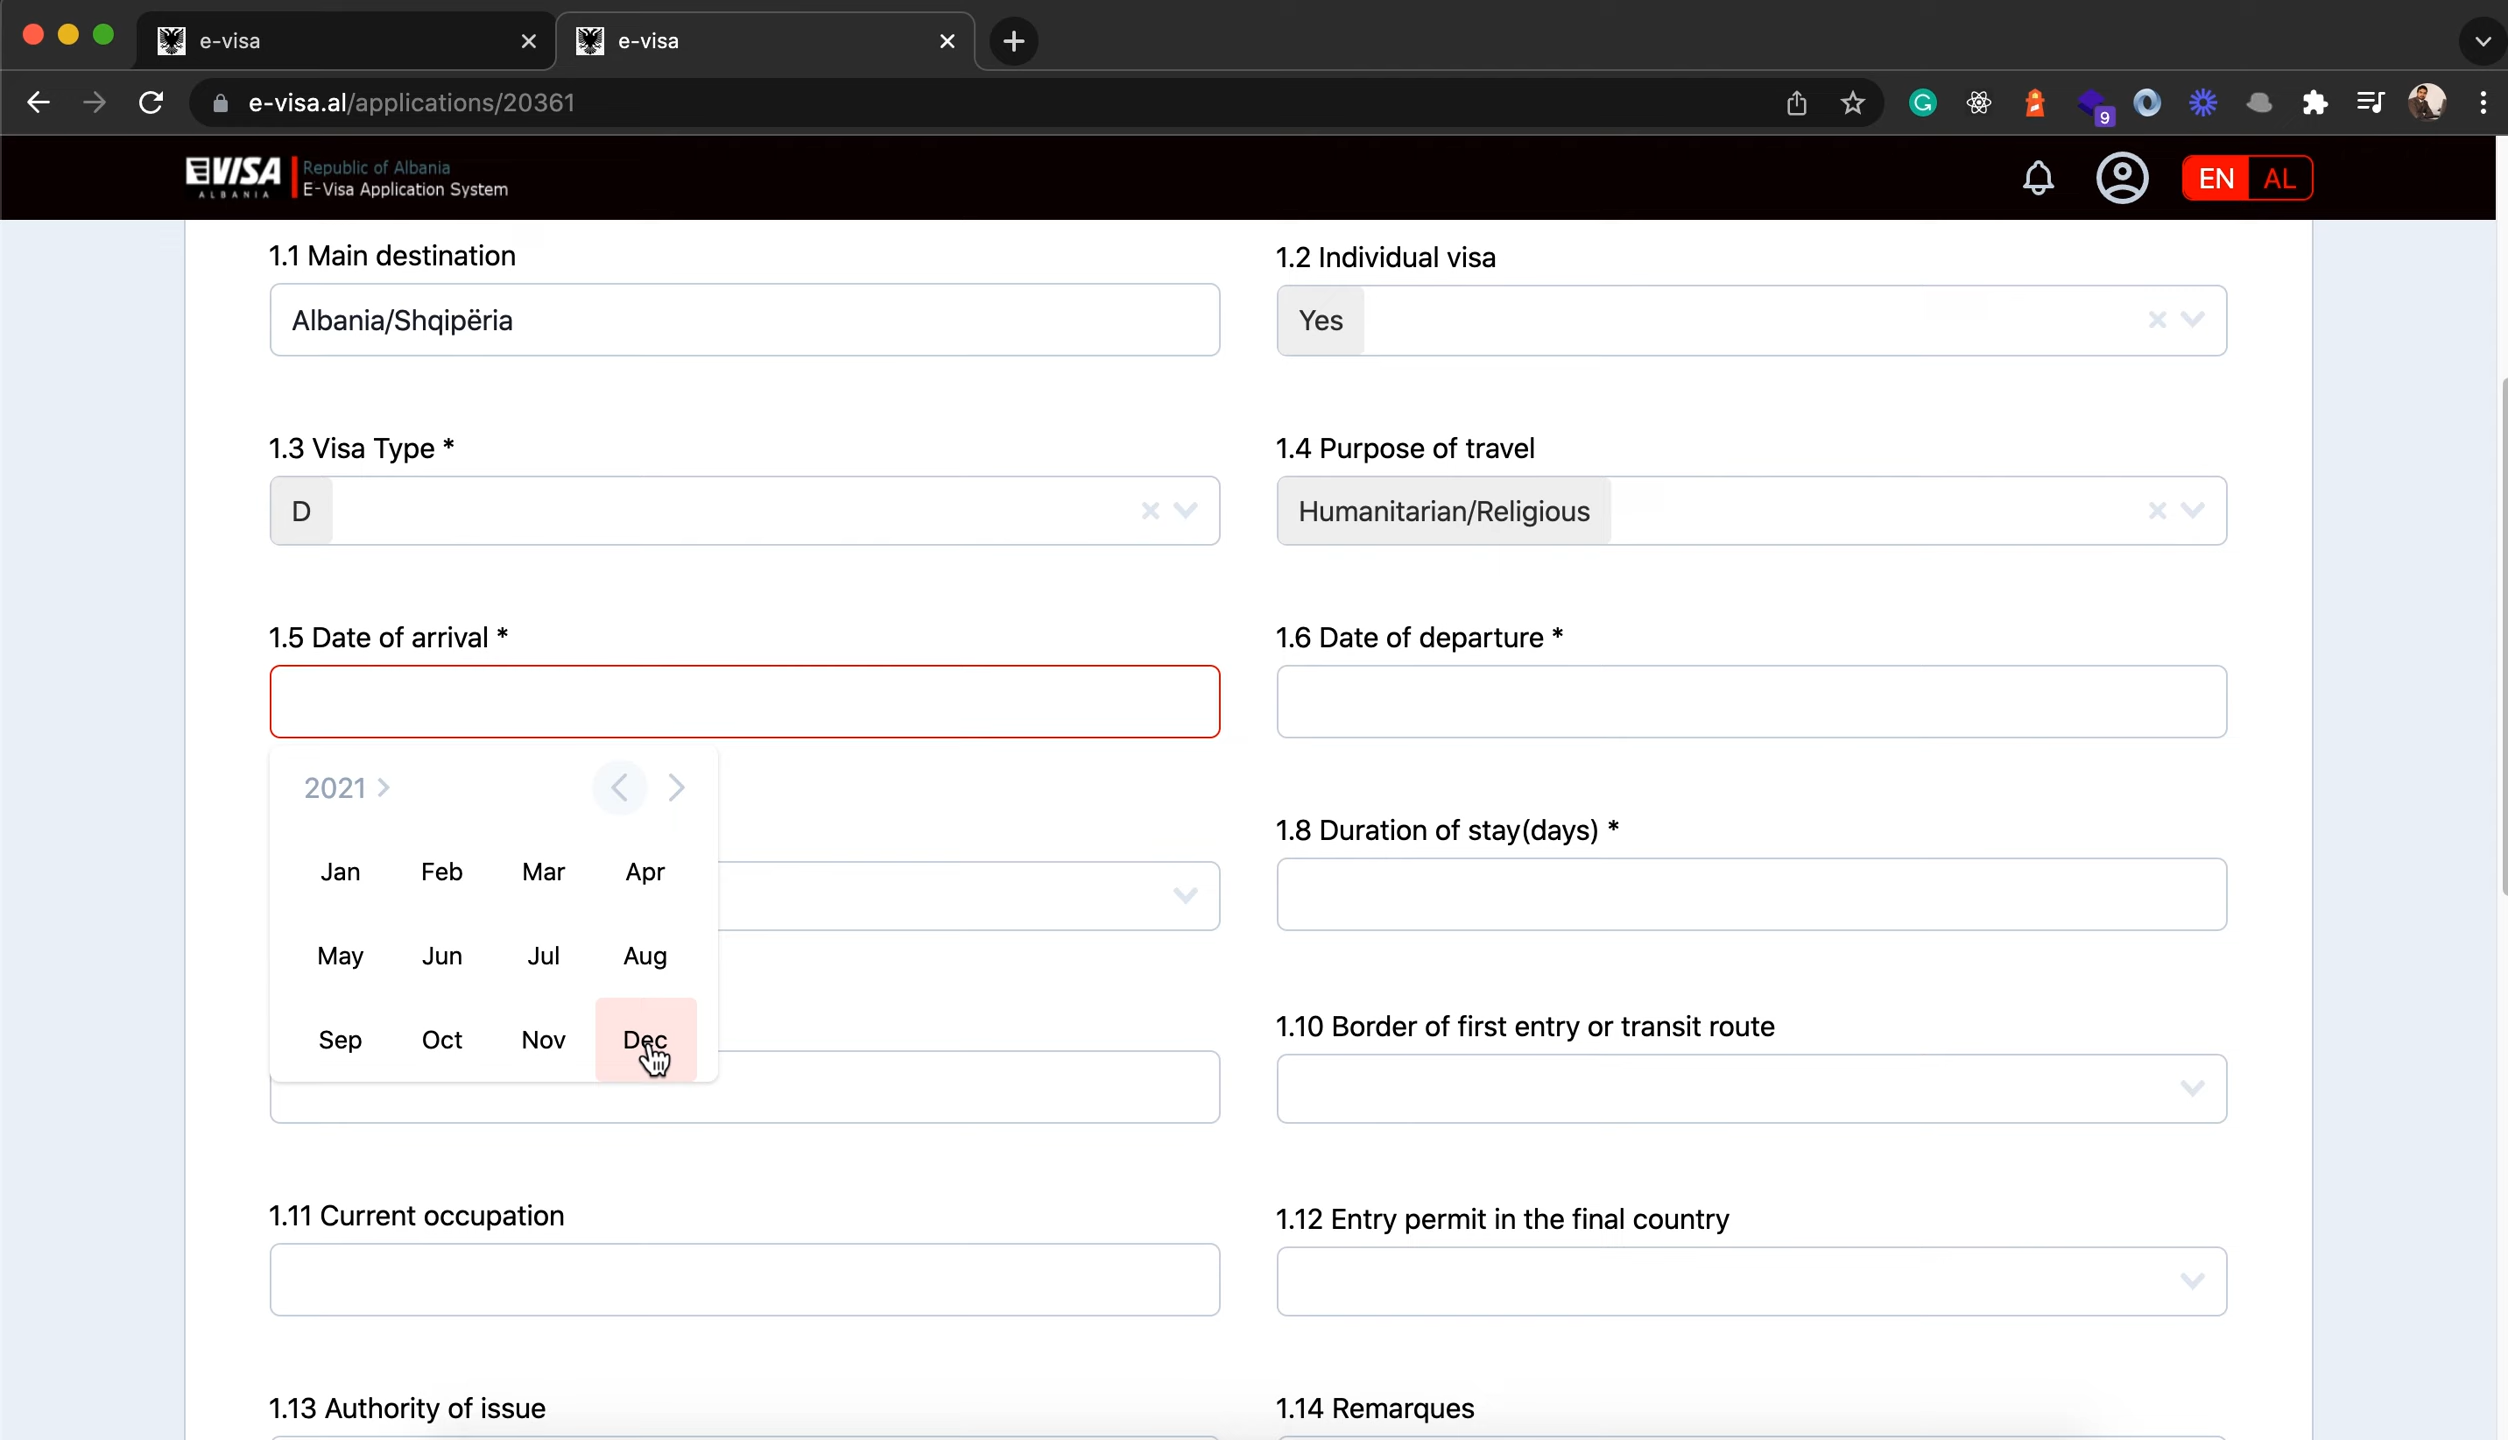 e-visa
e-visa
e-visa.al/applications/20361
9
EVISA
ALBANIA
Republic of Albania
E-Visa Application System
EN AL
1.1 Main destination
Albania/Shqipëria
1.2 Individual visa
Yes
1.3 Visa Type *
D
1.4 Purpose of travel
Humanitarian/Religious
1.5 Date of arrival *
1.6 Date of departure *
2021
Jan Feb Mar Apr
May Jun Jul Aug
Sep Oct Nov Dec
1.8 Duration of stay(days) *
1.10 Border of first entry or transit route
1.11 Current occupation
1.12 Entry permit in the final country
1.13 Authority of issue
1.14 Remarques